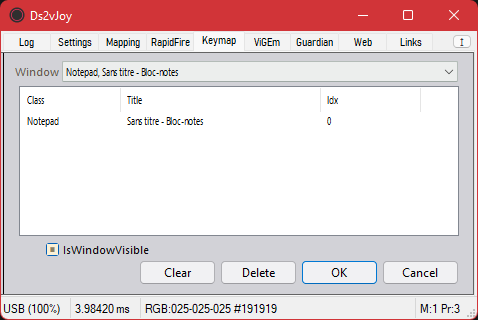 Ds2vJoy
Log Settings Mapping RapidFire Keymap ViGEm Guardian Web Links
Window Notepad, Sans titre - Bloc-notes
Class Title Idx
Notepad Sans titre - Bloc-notes 0
IsWindowVisible
Clear Delete OK Cancel
USB (100%) 3.98420 ms RGB:025-025-025 #191919 M:1 Pr:3